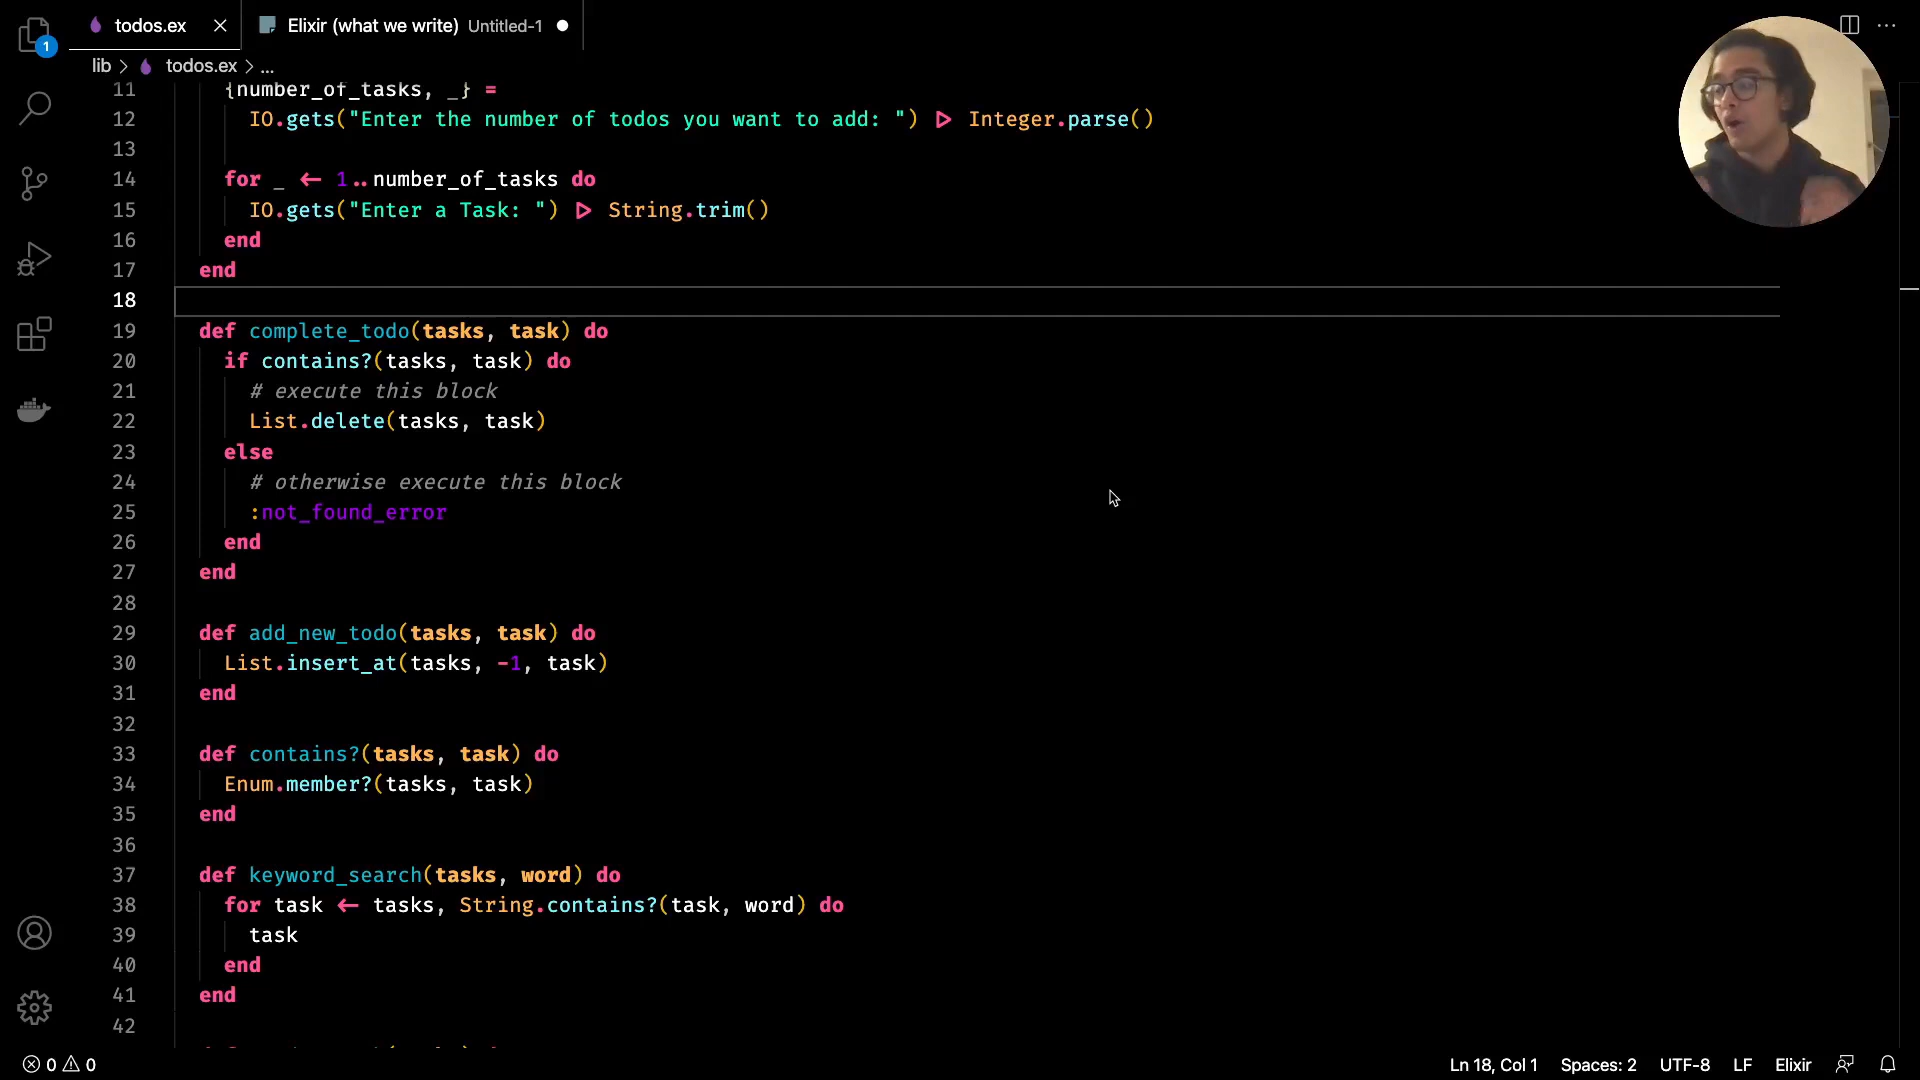 todos.ex
Elixir (what we write) Untitled-1
1
lib > todos.ex > ...
11 {number_of_tasks, _} =
12 IO.gets("Enter the number of todos you want to add: ") |> Integer.parse()
13
14 for _ <- 1..number_of_tasks do
15 IO.gets("Enter a Task: ") |> String.trim()
16 end
17 end
18
19 def complete_todo(tasks, task) do
20 if contains?(tasks, task) do
21 # execute this block
22 List.delete(tasks, task)
23 else
24 # otherwise execute this block
25 :not_found_error
26 end
27 end
28
29 def add_new_todo(tasks, task) do
30 List.insert_at(tasks, -1, task)
31 end
32
33 def contains?(tasks, task) do
34 Enum.member?(tasks, task)
35 end
36
37 def keyword_search(tasks, word) do
38 for task <- tasks, String.contains?(task, word) do
39 task
40 end
41 end
42
0 0
Ln 18, Col 1 Spaces: 2 UTF-8 LF Elixir